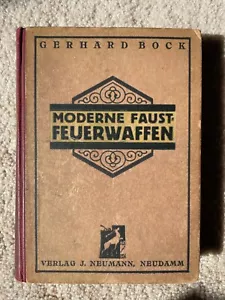 GERHARD BOCK
MODERNE FAUST-
FEUERWAFFEN
VERLAG J. NEUMANN, NEUDAMM